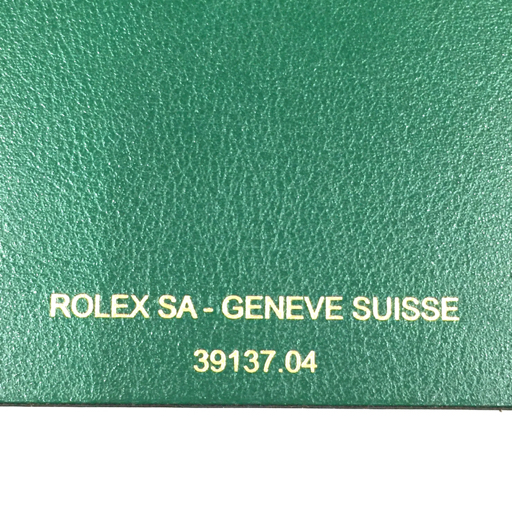 ROLEX SA - GENEVE SUISSE
39137.04